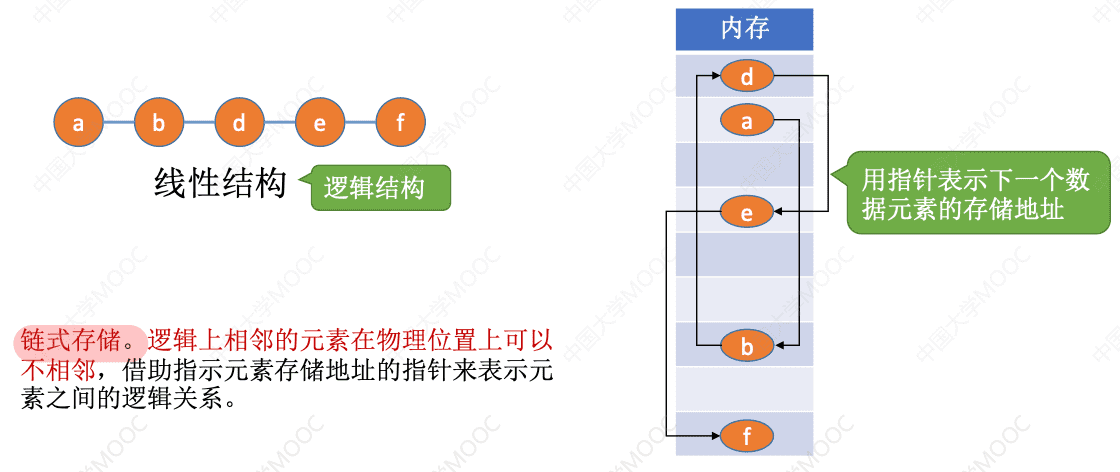 a b d e f
线性结构
逻辑结构
链式存储。逻辑上相邻的元素在物理位置上可以
不相邻，借助指示元素存储地址的指针来表示元
素之间的逻辑关系。
内存
d
a
e
b
f
用指针表示下一个数
据元素的存储地址
中国大学MOOC